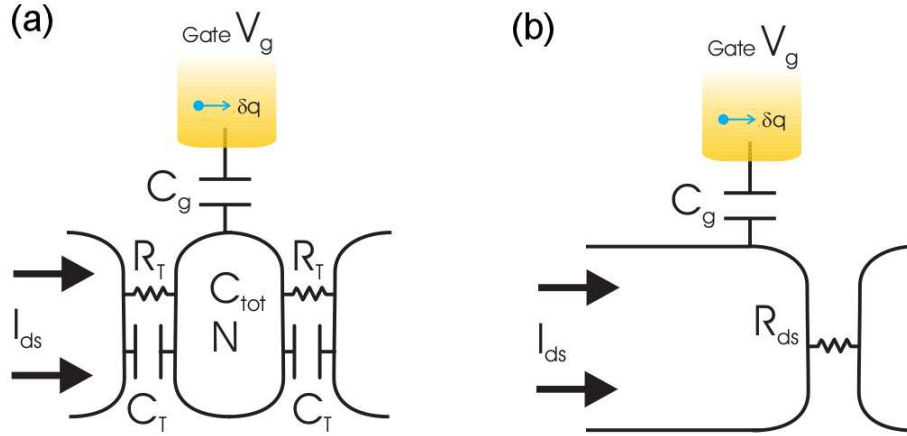 (a)
Gate V_g
δq
C_g
R_T
R_T
C_tot
N
I_ds
C_T
C_T
(b)
Gate V_g
δq
C_g
R_ds
I_ds